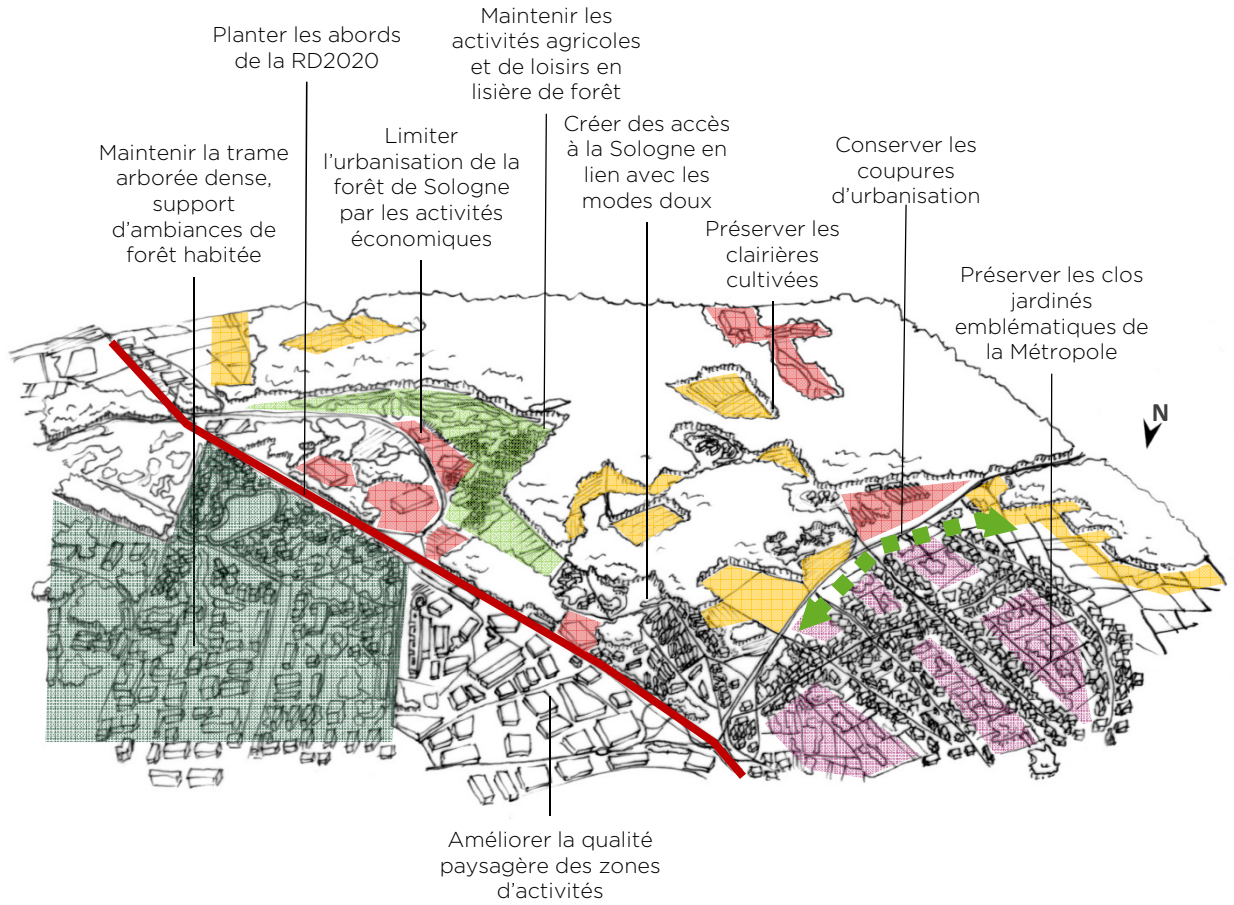 Planter les abords
de la RD2020
Maintenir les
activités agricoles
et de loisirs en
lisière de forêt
Maintenir la trame
arborée dense,
support
d'ambiances de
forêt habitée
Limiter
l'urbanisation de la
forêt de Sologne
par les activités
économiques
Créer des accès
à la Sologne en
lien avec les
modes doux
Préserver les
clairières
cultivées
Conserver les
coupures
d'urbanisation
Préserver les clos
jardinés
emblématiques de
la Métropole
N
Améliorer la qualité
paysagère des zones
d'activités